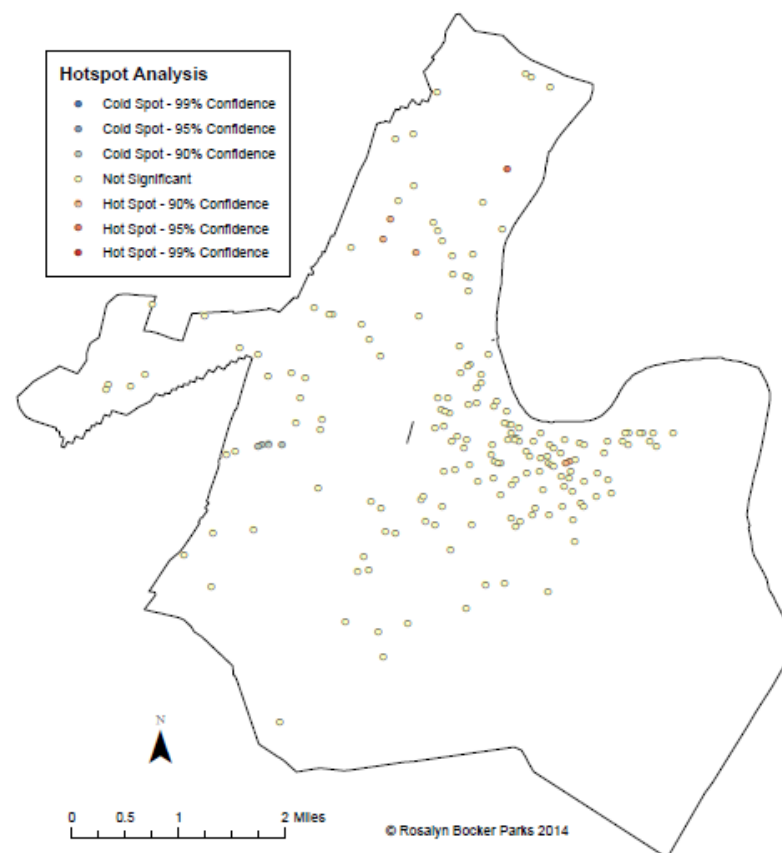 Hotspot Analysis
Cold Spot - 99% Confidence
Cold Spot - 95% Confidence
Cold Spot - 90% Confidence
Not Significant
Hot Spot - 90% Confidence
Hot Spot - 95% Confidence
Hot Spot - 99% Confidence
N
0 0.5 1 2 Miles
© Rosalyn Bocker Parks 2014